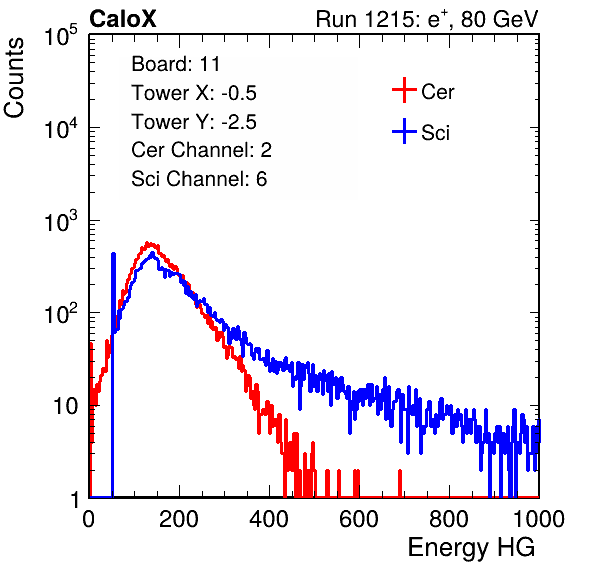 CaloX Run 1215: e⁺, 80 GeV
Counts
10⁵
10⁴
10³
10²
10
1
Board: 11
Tower X: -0.5
Tower Y: -2.5
Cer Channel: 2
Sci Channel: 6
Cer
Sci
0 200 400 600 800 1000
Energy HG